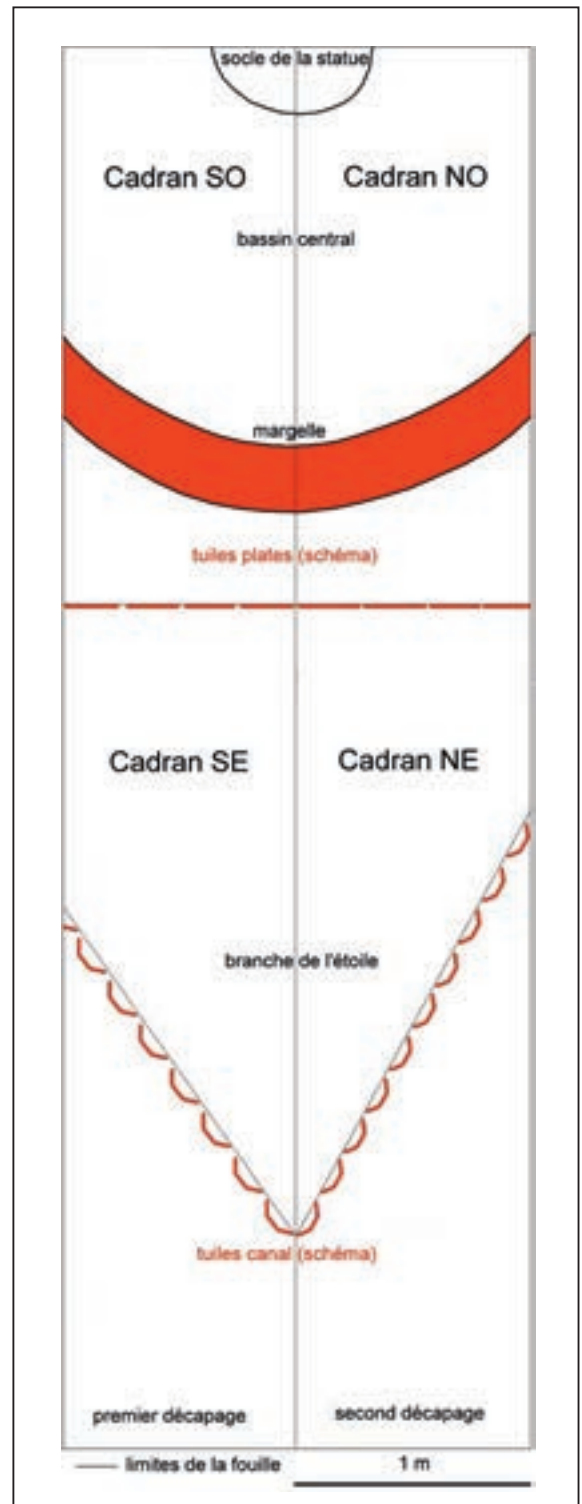 socle de la statue
Cadran SO
Cadran NO
bassin central
margelle
tuiles plates (schéma)
Cadran SE
Cadran NE
branche de l'étoile
tuiles canal (schéma)
premier décapage
second décapage
limites de la fouille
1 m